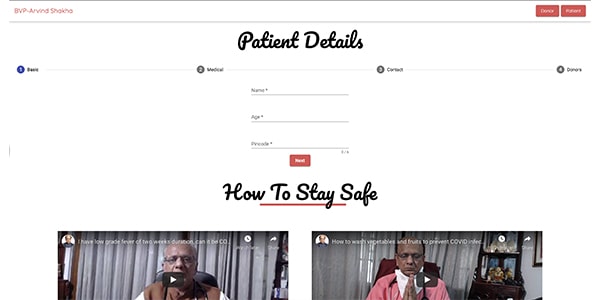 BVP-Arvind Shakha
Donor Patient
Patient Details
1 Basic 2 Medical 3 Contact 4 Donors
Name *
Age *
Pincode *
0 / 6
Next
How To Stay Safe
I have low grade fever of two weeks duration, can it be CO...
Watch later Share
How to wash vegetables and fruits to prevent COVID infec...
Watch later Share